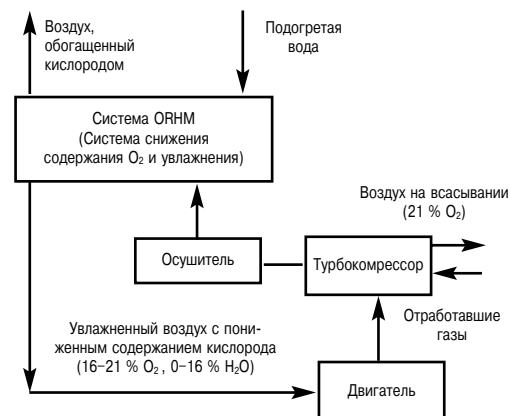 Воздух,
обогащенный
кислородом
Подогретая
вода
Система ORHM
(Система снижения
содержания O₂ и увлажнения)
Воздух на всасывании
(21 % O₂)
Осушитель
Турбокомрессор
Отработавшие
газы
Увлажненный воздух с пони-
женным содержанием кислорода
(16–21 % O₂ , 0–16 % H₂O)
Двигатель